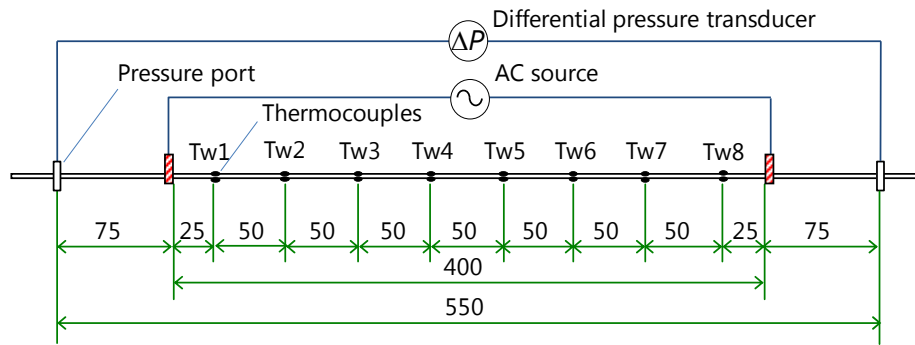 Differential pressure transducer
ΔP
Pressure port
AC source
Thermocouples
Tw1 Tw2 Tw3 Tw4 Tw5 Tw6 Tw7 Tw8
75 25 50 50 50 50 50 50 50 25 75
400
550